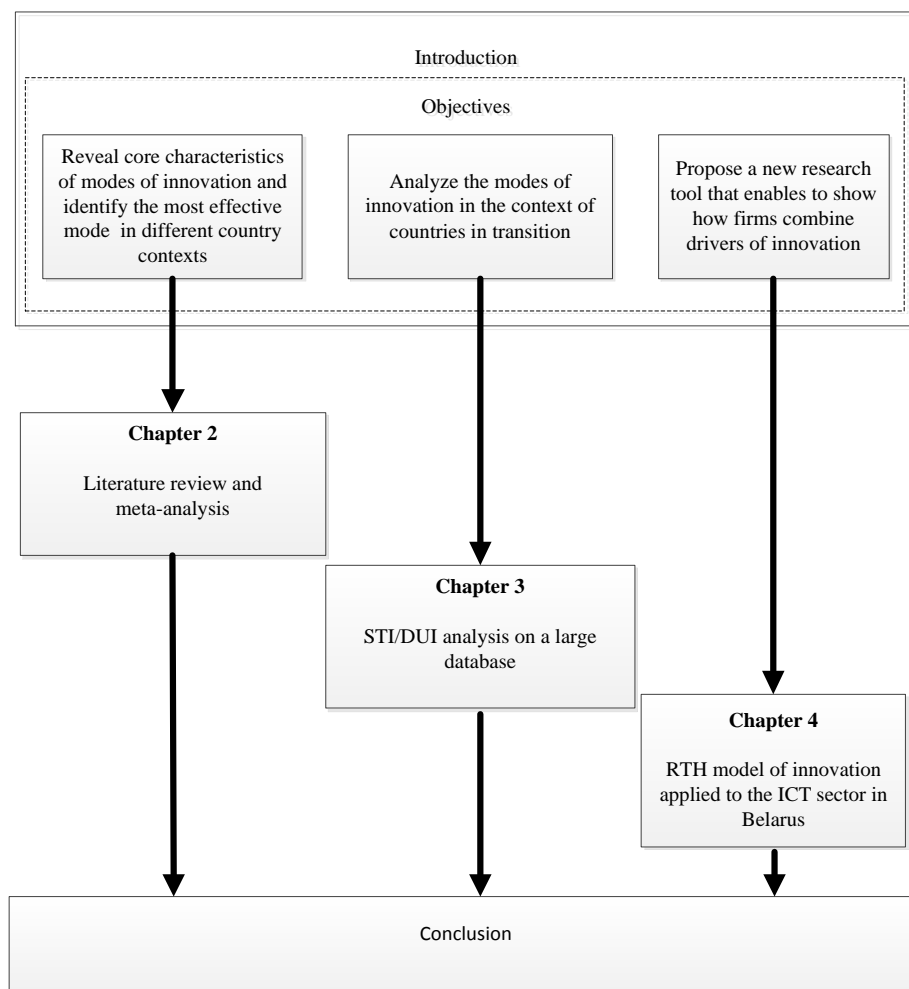 Introduction
Objectives
Reveal core characteristics
of modes of innovation and
identify the most effective
mode in different country
contexts
Analyze the modes of
innovation in the context of
countries in transition
Propose a new research
tool that enables to show
how firms combine
drivers of innovation
Chapter 2
Literature review and
meta-analysis
Chapter 3
STI/DUI analysis on a large
database
Chapter 4
RTH model of innovation
applied to the ICT sector in
Belarus
Conclusion